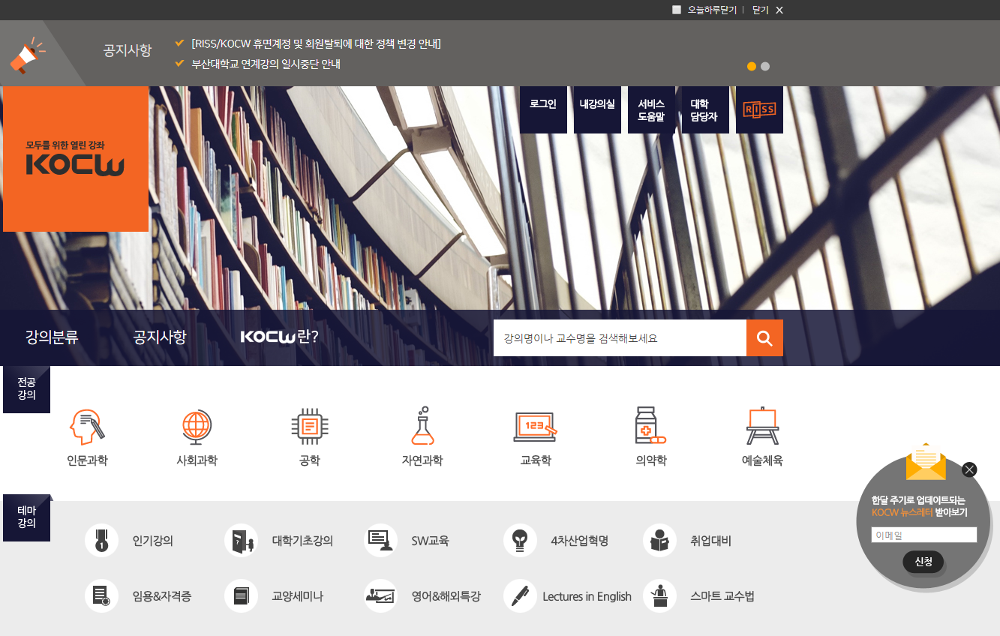 오늘하루닫기 | 닫기 X
공지사항
[RISS/KOCW 휴면계정 및 회원탈퇴에 대한 정책 변경 안내]
부산대학교 연계강의 일시중단 안내
로그인
내강의실
서비스
도움말
대학
담당자
RISS
모두를 위한 열린 강좌
KOCW
강의분류
공지사항
KOCW란?
강의명이나 교수명을 검색해보세요
전공
강의
123
인문과학
사회과학
공학
자연과학
교육학
의약학
예술체육
한달 주기로 업데이트되는
KOCW 뉴스레터 받아보기
이메일
신청
테마
강의
1
인기강의
?
대학기초강의
SW교육
4차산업혁명
취업대비
임용&자격증
교양세미나
영어&해외특강
Lectures in English
스마트 교수법